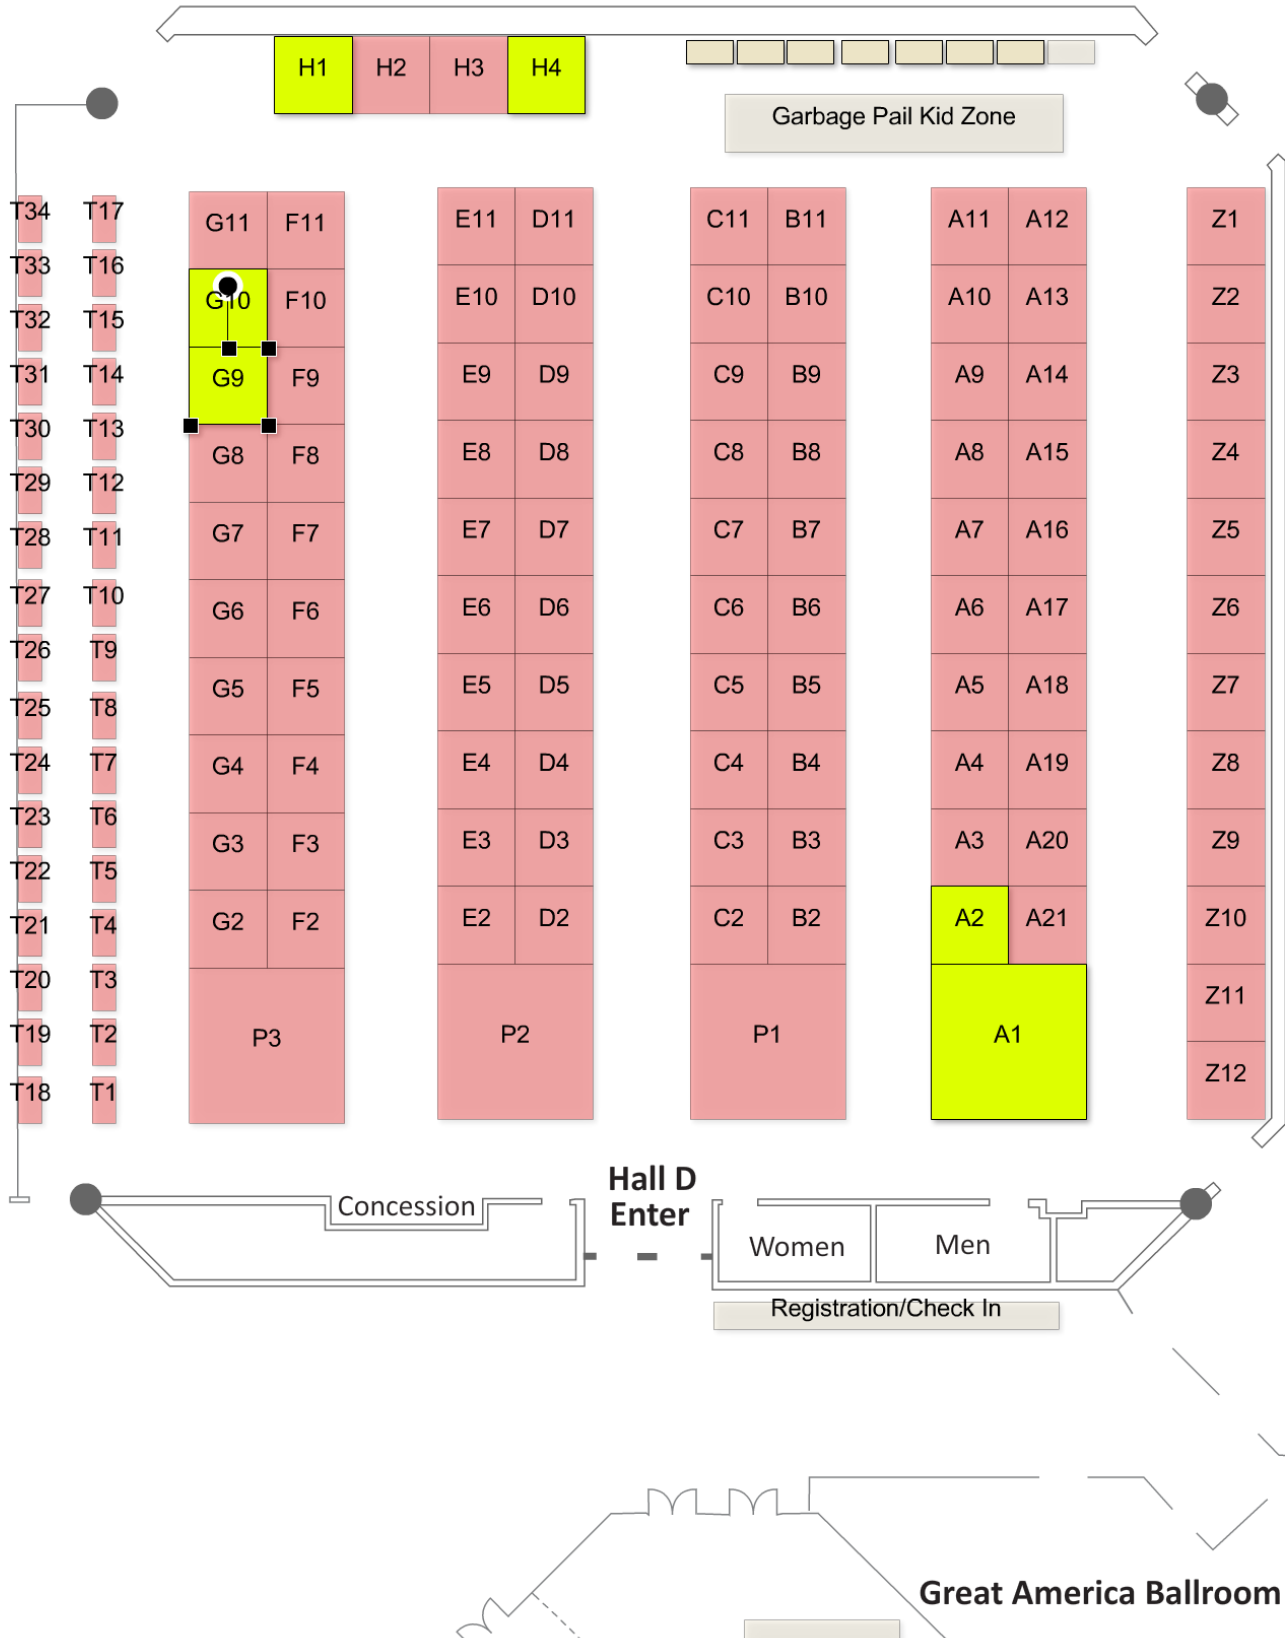 H1 H2 H3 H4
Garbage Pail Kid Zone
T34 T17 G11 F11 E11 D11 C11 B11 A11 A12 Z1
T33 T16 G10 F10 E10 D10 C10 B10 A10 A13 Z2
T32 T15
T31 T14 G9 F9 E9 D9 C9 B9 A9 A14 Z3
T30 T13 G8 F8 E8 D8 C8 B8 A8 A15 Z4
T29 T12
T28 T11 G7 F7 E7 D7 C7 B7 A7 A16 Z5
T27 T10 G6 F6 E6 D6 C6 B6 A6 A17 Z6
T26 T9
T25 T8 G5 F5 E5 D5 C5 B5 A5 A18 Z7
T24 T7 G4 F4 E4 D4 C4 B4 A4 A19 Z8
T23 T6 G3 F3 E3 D3 C3 B3 A3 A20 Z9
T22 T5
T21 T4 G2 F2 E2 D2 C2 B2 A2 A21 Z10
T20 T3 Z11
T19 T2 P3 P2 P1 A1 Z12
T18 T1
Hall D
Enter
Concession
Women Men
Registration/Check In
Great America Ballroom